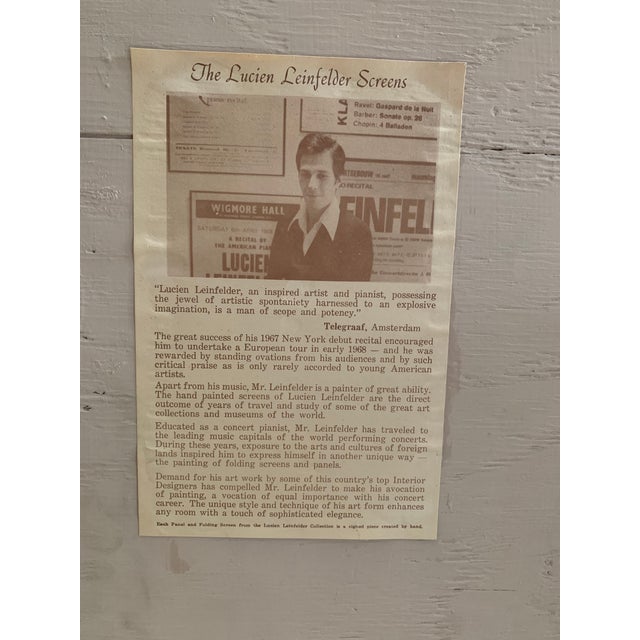 The Lucien Leinfelder Screens
KLA
Ravel: Gaspard de la Nuit
Barber: Sonate op. 26
Chopin: 4 Balladen
WIGMORE HALL
A RECITAL BY
THE AMERICAN PIA
LUCIEN
LEINFELDE
RECITAL
EINFEL
"Lucien Leinfelder, an inspired artist and pianist, possessing
the jewel of artistic spontaniety harnessed to an explosive
imagination, is a man of scope and potency."
Telegraaf, Amsterdam
The great success of his 1967 New York debut recital encouraged
him to undertake a European tour in early 1968 — and he was
rewarded by standing ovations from his audiences and by such
critical praise as is only rarely accorded to young American
artists.
Apart from his music, Mr. Leinfelder is a painter of great ability.
The hand painted screens of Lucien Leinfelder are the direct
outcome of years of travel and study of some of the great art
collections and museums of the world.
Educated as a concert pianist, Mr. Leinfelder has traveled to
the leading music capitals of the world performing concerts.
During these years, exposure to the arts and cultures of foreign
lands inspired him to express himself in another unique way —
the painting of folding screens and panels.
Demand for his art work by some of this country's top Interior
Designers has compelled Mr. Leinfelder to make his avocation
of painting, a vocation of equal importance with his concert
career. The unique style and technique of his art form enhances
any room with a touch of sophisticated elegance.
Each Panel and Folding Screen from the Lucien Leinfelder Collection is a signed piece created by hand.